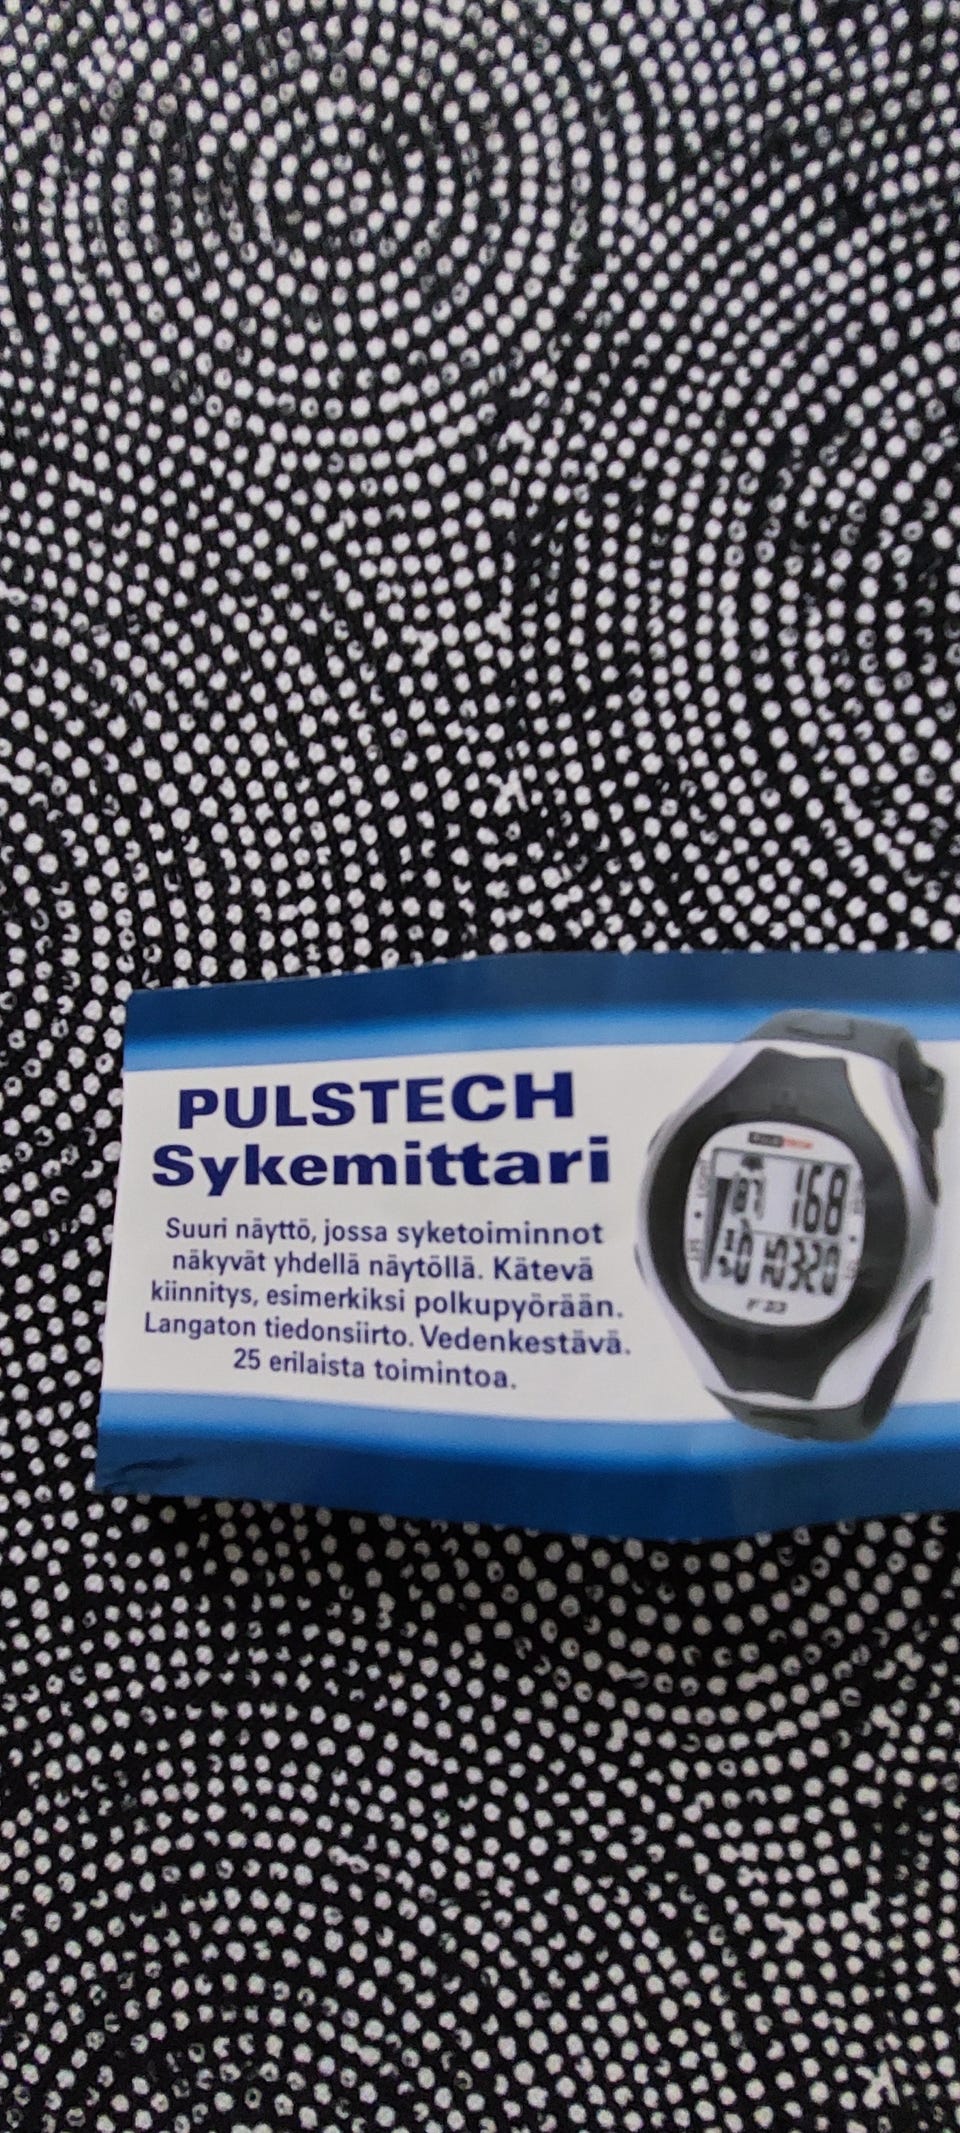 PULSTECH
Sykemittari
Suuri näyttö, jossa syketoiminnot
näkyvät yhdellä näytöllä. Kätevä
kiinnitys, esimerkiksi polkupyörään.
Langaton tiedonsiirto. Vedenkestävä.
25 erilaista toimintoa.
168